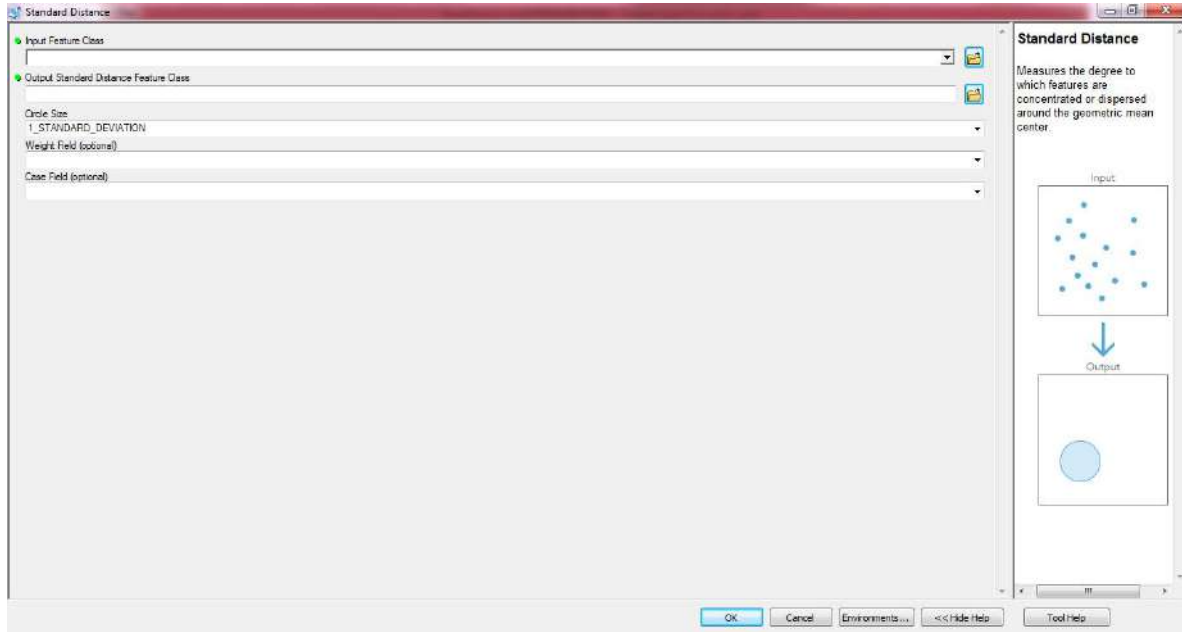 Standard Distance
Input Feature Class
Output Standard Distance Feature Class
Circle Size
1_STANDARD_DEVIATION
Weight Field (optional)
Case Field (optional)
Standard Distance
Measures the degree to
which features are
concentrated or dispersed
around the geometric mean
center.
Input
Output
OK
Cancel
Environments...
<< Hide Help
Tool Help